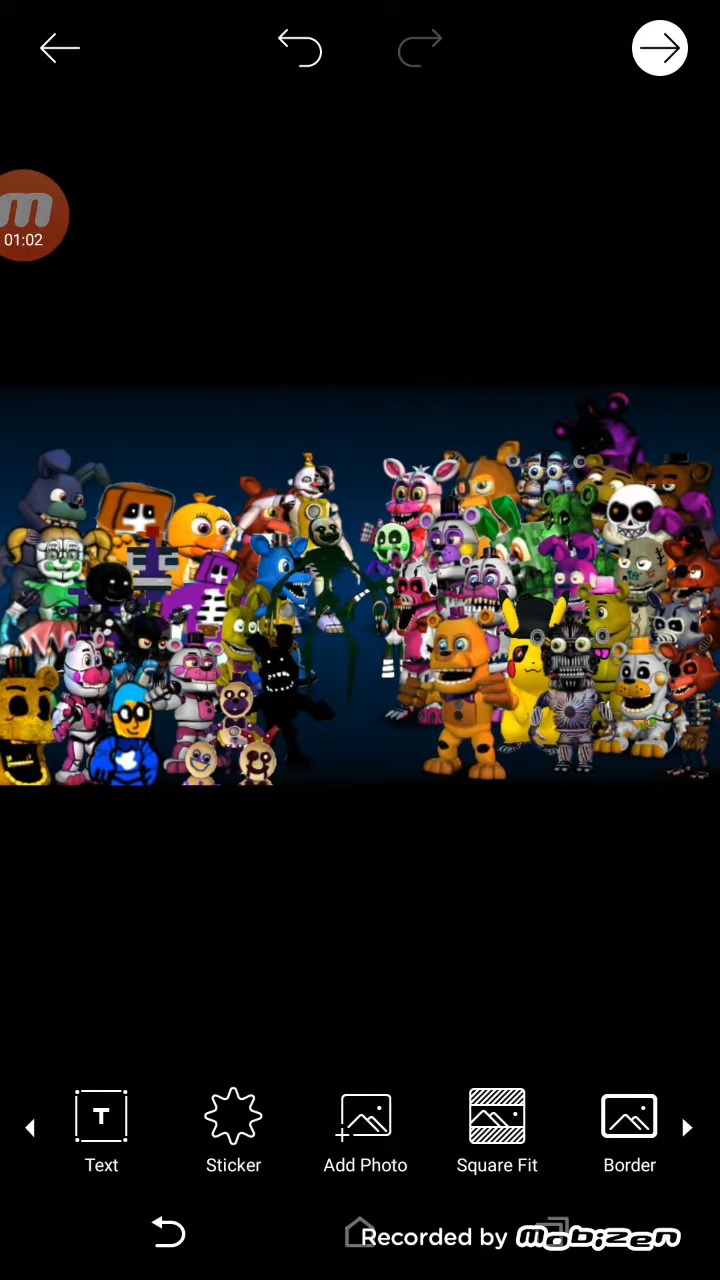 01:02
T
Text
Sticker
Add Photo
Square Fit
Border
Recorded by mobizen